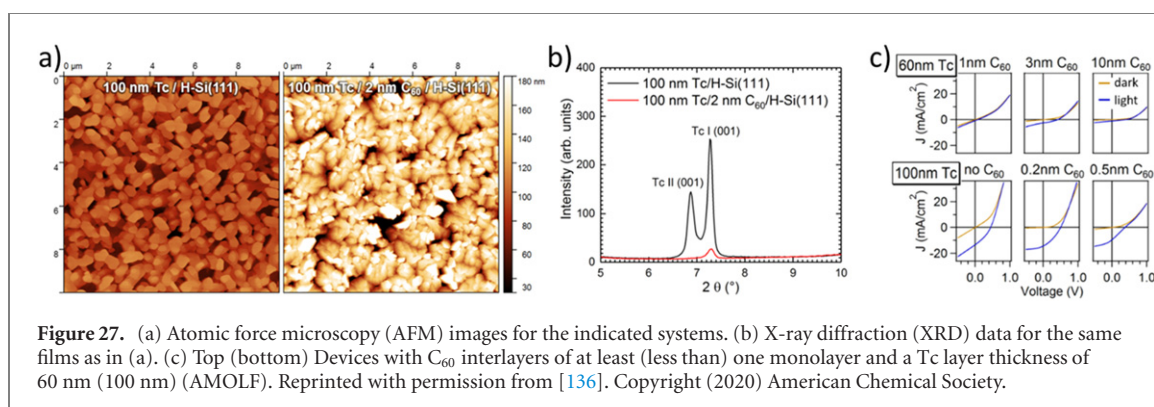 a)
0 µm 2 4 6 8
0 µm 2 4 6 8
100 nm Tc / H-Si(111)
100 nm Tc / 2 nm C60 / H-Si(111)
0
2
4
6
8
180 nm
160
140
120
100
80
60
30
b)
400
300
200
100
0
Intensity (arb. units)
100 nm Tc/H-Si(111)
100 nm Tc/2 nm C60/H-Si(111)
Tc I (001)
Tc II (001)
5 6 7 8 9 10
2 θ (°)
c)
60nm Tc
1nm C60 3nm C60 10nm C60
dark
light
J (mA/cm²)
20
0
-20
100nm Tc
no C60 0.2nm C60 0.5nm C60
J (mA/cm²)
20
0
-20
0.0 1.0 0.0 1.0 0.0 1.0
Voltage (V)
Figure 27. (a) Atomic force microscopy (AFM) images for the indicated systems. (b) X-ray diffraction (XRD) data for the same
films as in (a). (c) Top (bottom) Devices with C60 interlayers of at least (less than) one monolayer and a Tc layer thickness of
60 nm (100 nm) (AMOLF). Reprinted with permission from [136]. Copyright (2020) American Chemical Society.